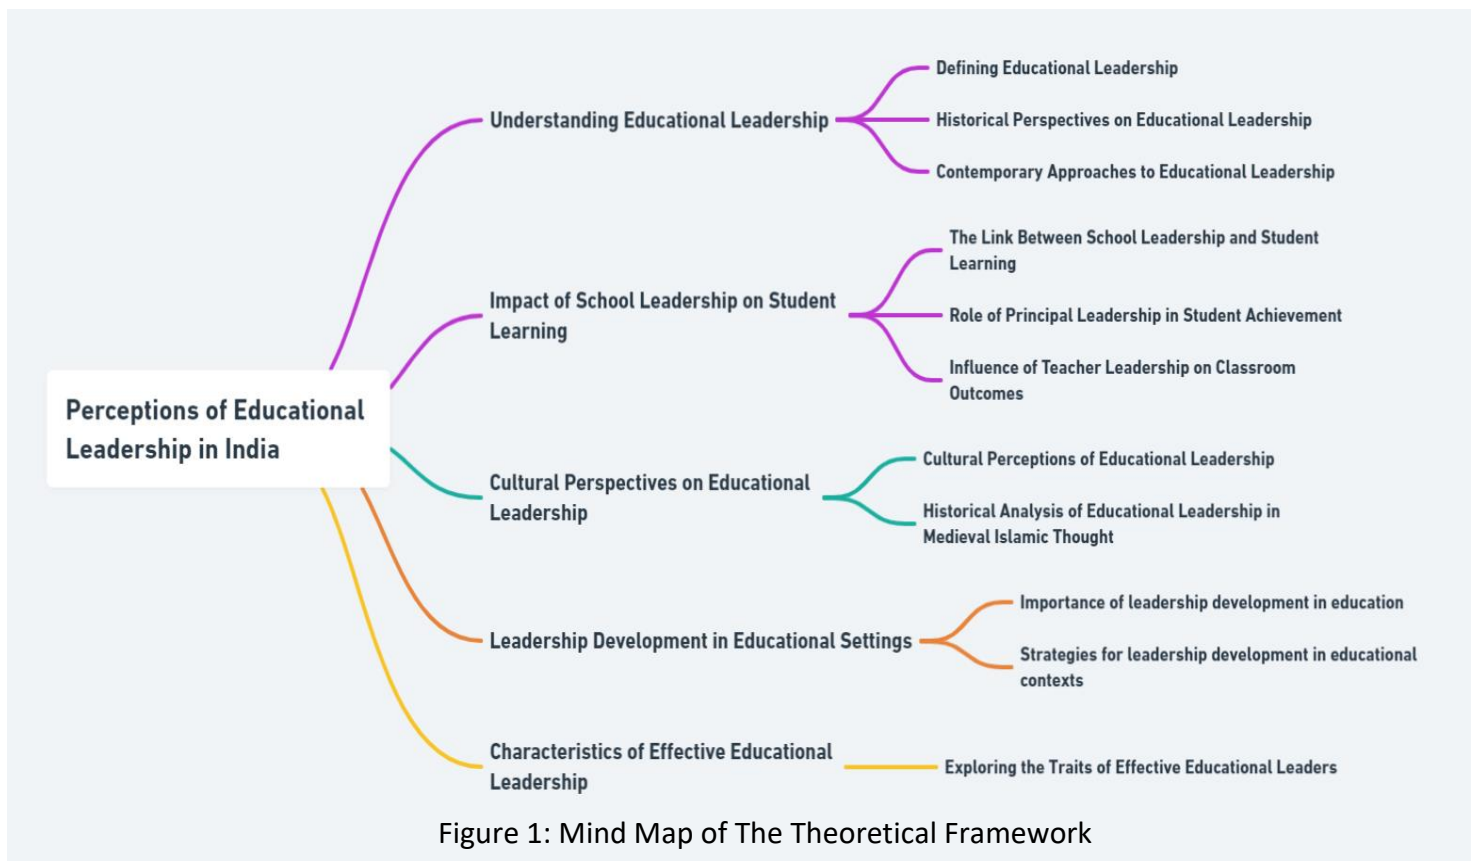 Perceptions of Educational
Leadership in India
Understanding Educational Leadership
Defining Educational Leadership
Historical Perspectives on Educational Leadership
Contemporary Approaches to Educational Leadership
Impact of School Leadership on Student
Learning
The Link Between School Leadership and Student
Learning
Role of Principal Leadership in Student Achievement
Influence of Teacher Leadership on Classroom
Outcomes
Cultural Perspectives on Educational
Leadership
Cultural Perceptions of Educational Leadership
Historical Analysis of Educational Leadership in
Medieval Islamic Thought
Leadership Development in Educational Settings
Importance of leadership development in education
Strategies for leadership development in educational
contexts
Characteristics of Effective Educational
Leadership
Exploring the Traits of Effective Educational Leaders
Figure 1: Mind Map of The Theoretical Framework